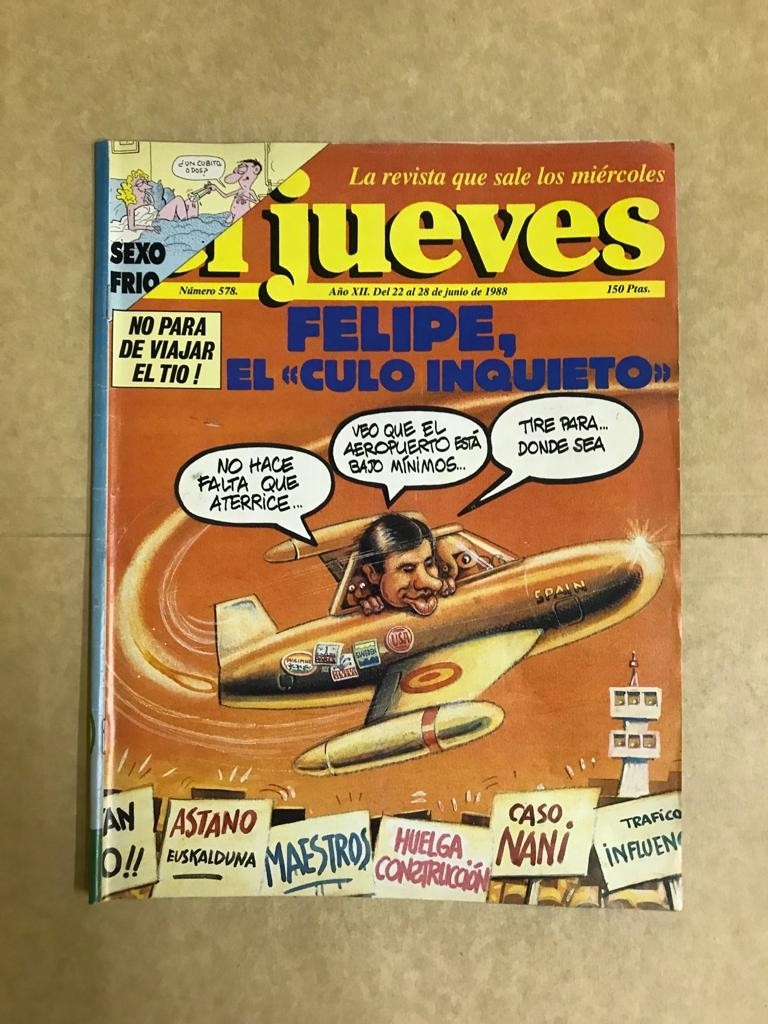 ¿UN CUBITO
O DOS?
SEXO
FRIO
La revista que sale los miércoles
el jueves
Número 578.
Año XII. Del 22 al 28 de junio de 1988
150 Ptas.
NO PARA
DE VIAJAR
EL TIO !
FELIPE,
EL «CULO INQUIETO»
NO HACE
FALTA QUE
ATERRICE...
VEO QUE EL
AEROPUERTO ESTÁ
BAJO MÍNIMOS...
TIRE PARA...
DONDE SEA
SPAIN
USA
SWEDEN
AN
O!!
ASTANO
EUSKALDUNA
MAESTROS
HUELGA
CONSTRUCCIÓN
CASO
NANI
TRAFICO
INFLUEN